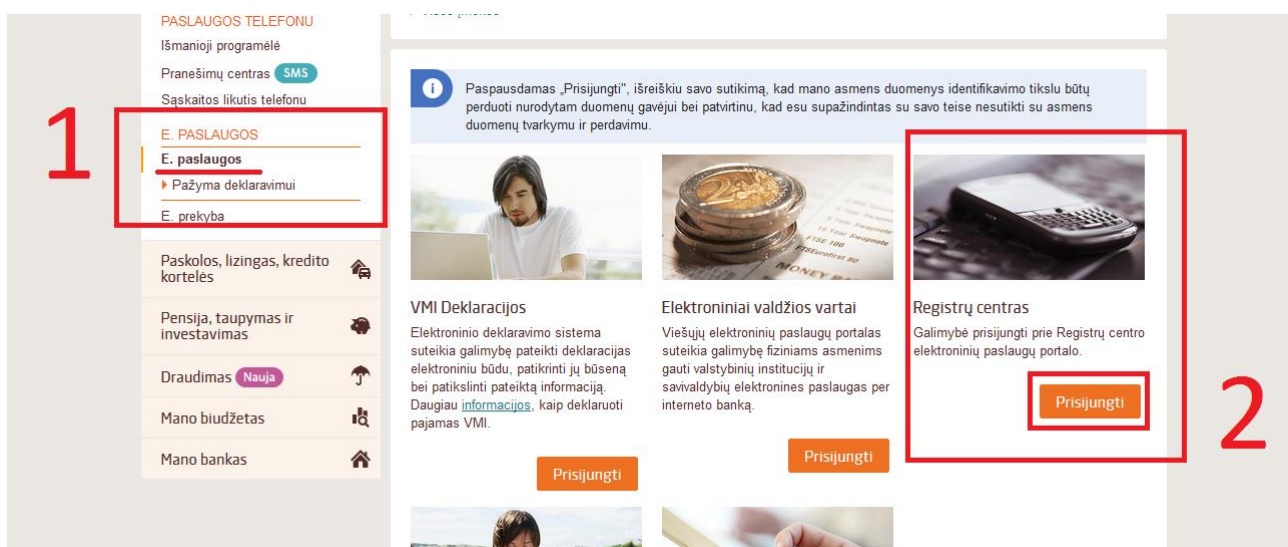 PASLAUGOS TELEFONU
Išmanioji programėlė
Pranešimų centras SMS
Sąskaitos likutis telefonu
1
E. PASLAUGOS
E. paslaugos
Pažyma deklaravimui
E. prekyba
Paskolos, lizingas, kredito
kortelės
Pensija, taupymas ir
investavimas
Draudimas Nauja
Mano biudžetas
Mano bankas
Paspausdamas „Prisijungti", išreiškiu savo sutikimą, kad mano asmens duomenys identifikavimo tikslu būtų
perduoti nurodytam duomenų gavėjui bei patvirtinu, kad esu supažindintas su savo teise nesutikti su asmens
duomenų tvarkymu ir perdavimu.
FTSE 100
FTSEurofirst 80
MONEY
VMI Deklaracijos
Elektroninio deklaravimo sistema
suteikia galimybę pateikti deklaracijas
elektroniniu būdu, patikrinti jų būseną
bei patikslinti pateiktą informaciją.
Daugiau informacijos, kaip deklaruoti
pajamas VMI.
Prisijungti
Elektroniniai valdžios vartai
Viešųjų elektroninių paslaugų portalas
suteikia galimybę fiziniams asmenims
gauti valstybinių institucijų ir
savivaldybių elektronines paslaugas per
interneto banką.
Prisijungti
Registrų centras
Galimybė prisijungti prie Registrų centro
elektroninių paslaugų portalo.
Prisijungti
2